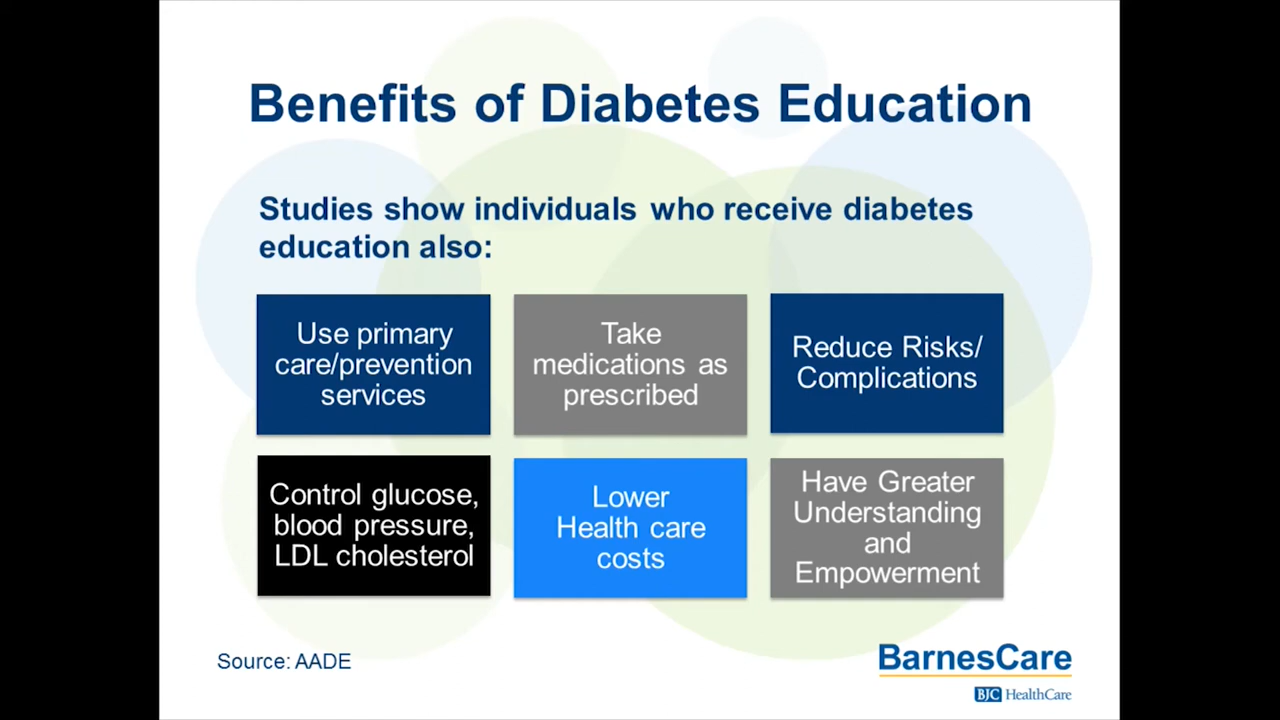 Benefits of Diabetes Education
Studies show individuals who receive diabetes
education also:
Use primary
care/prevention
services
Take
medications as
prescribed
Reduce Risks/
Complications
Control glucose,
blood pressure,
LDL cholesterol
Lower
Health care
costs
Have Greater
Understanding
and
Empowerment
Source: AADE
BarnesCare
BJC HealthCare